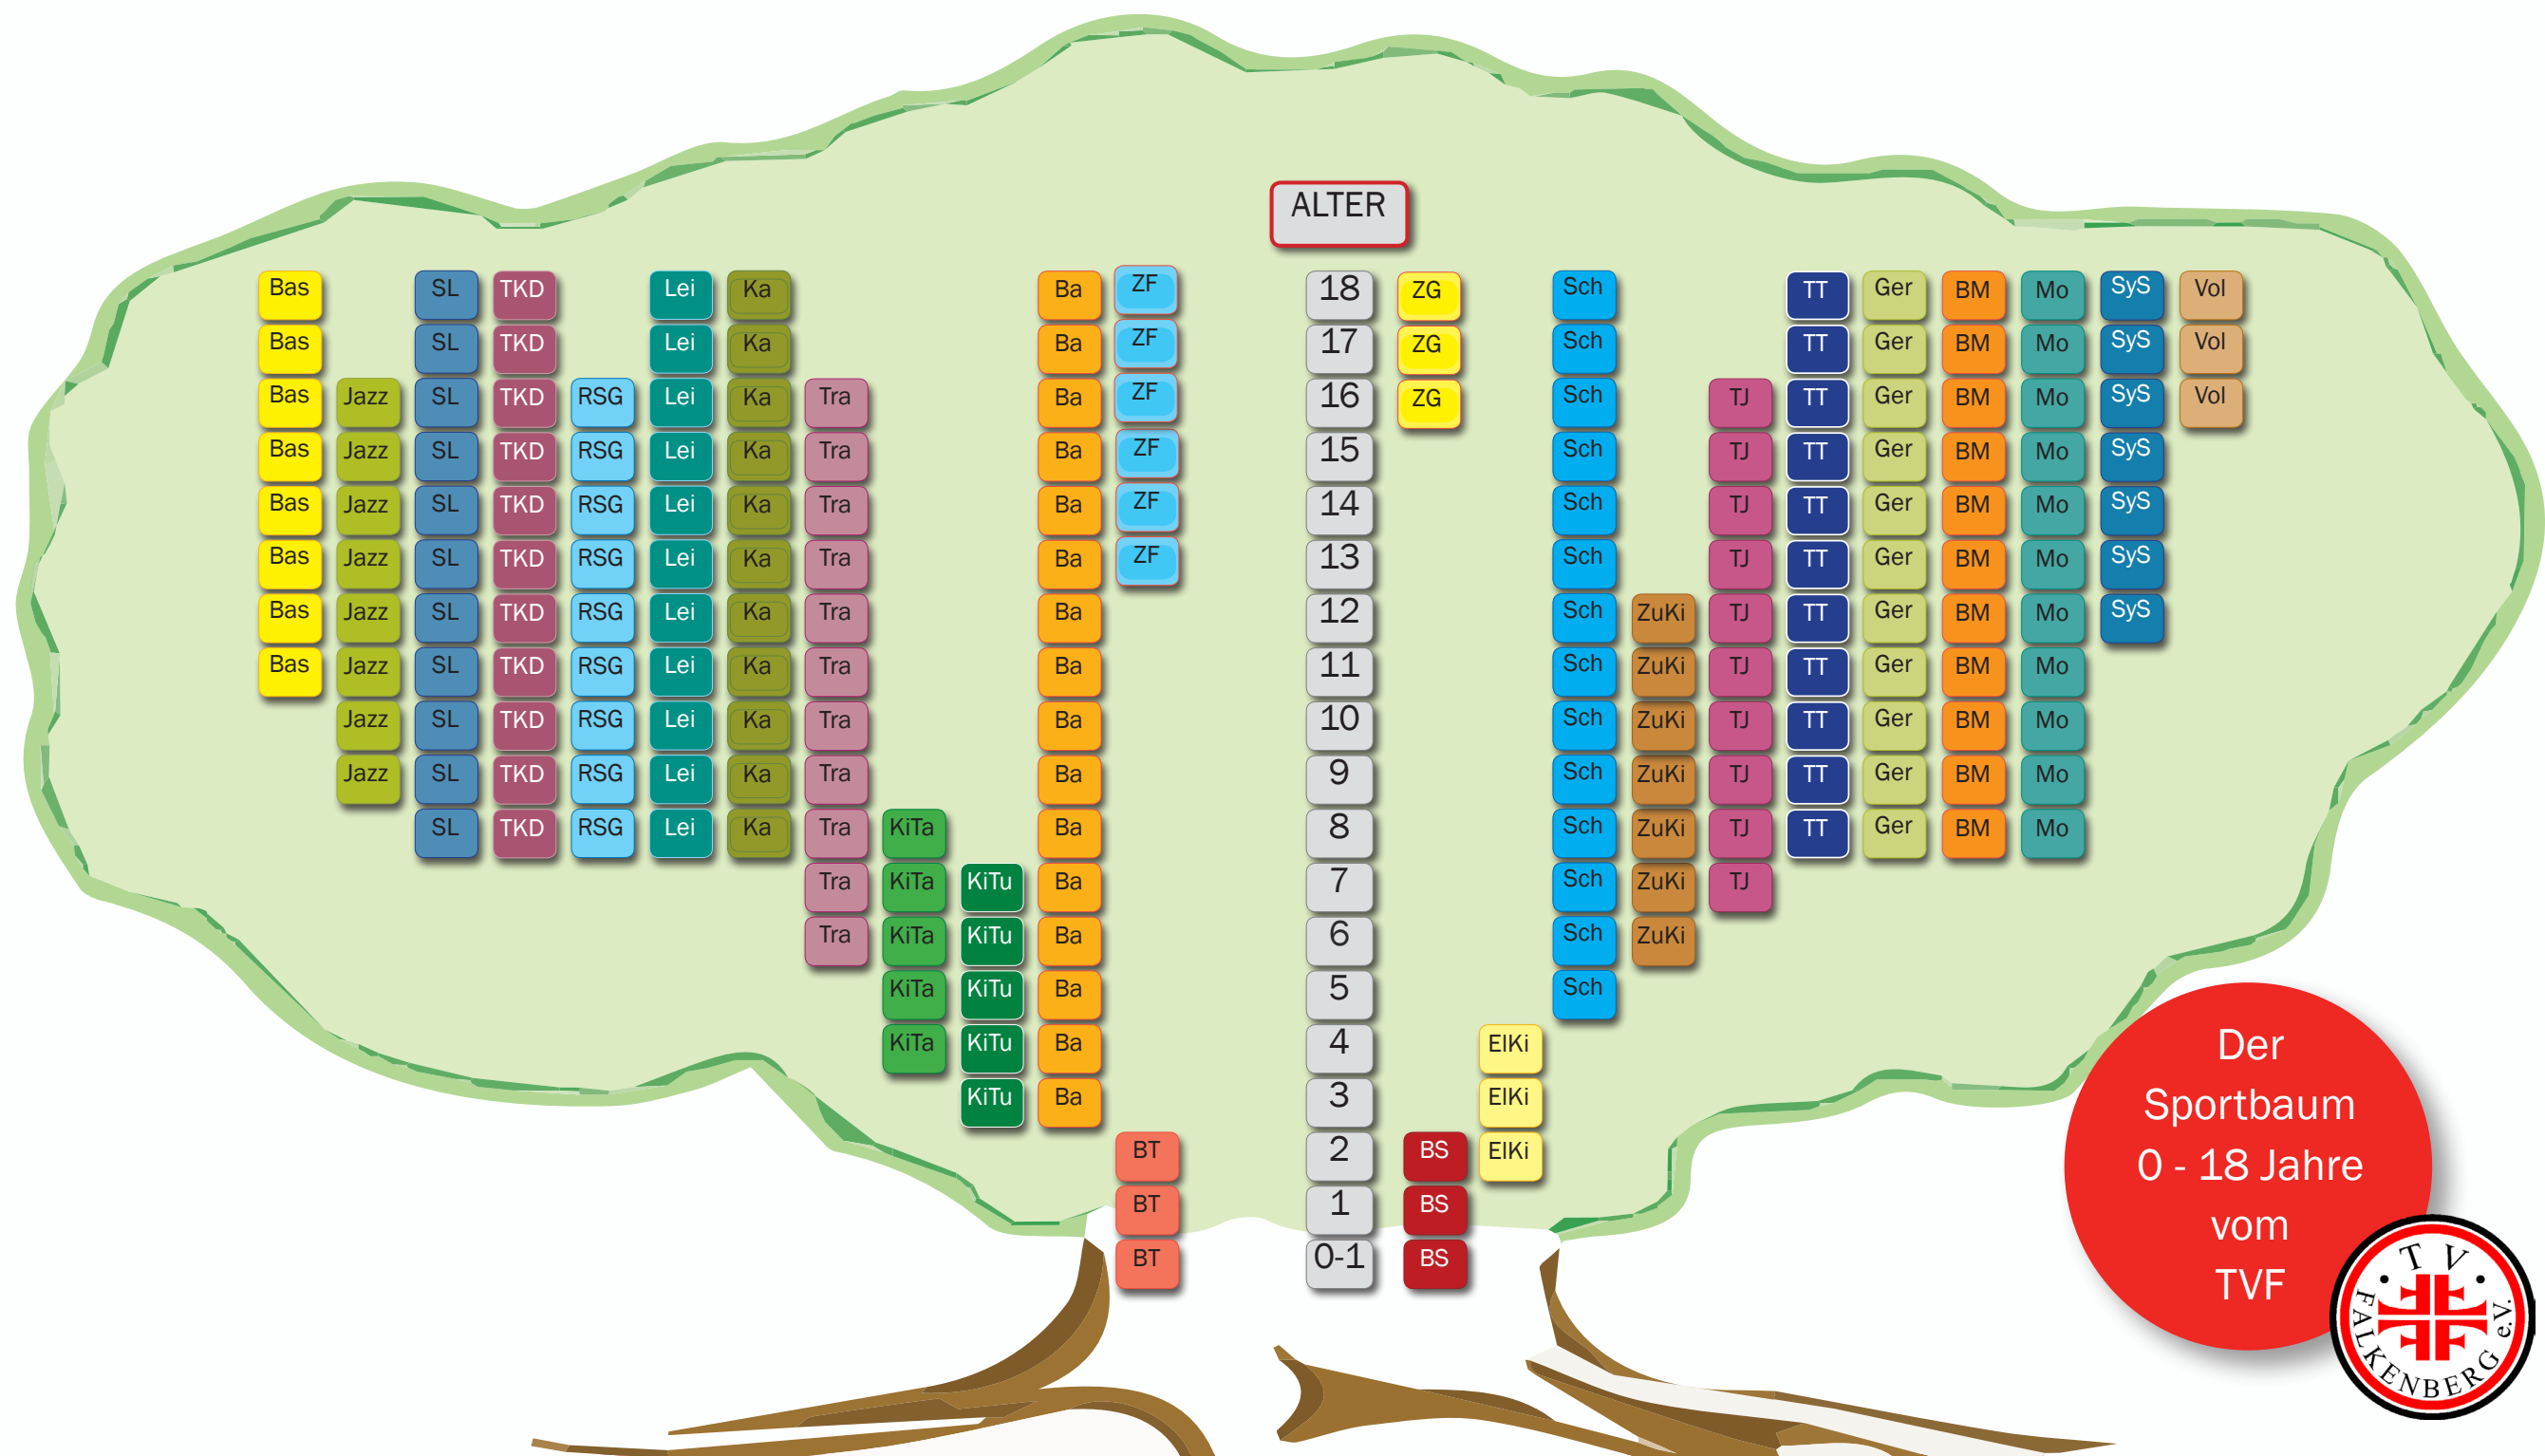 ALTER
Bas SL TKD Lei Ka Ba ZF 18 ZG Sch TT Ger BM Mo SyS Vol
Bas SL TKD Lei Ka Ba ZF 17 ZG Sch TT Ger BM Mo SyS Vol
Bas Jazz SL TKD RSG Lei Ka Tra Ba ZF 16 ZG Sch TJ TT Ger BM Mo SyS Vol
Bas Jazz SL TKD RSG Lei Ka Tra Ba ZF 15 Sch TJ TT Ger BM Mo SyS
Bas Jazz SL TKD RSG Lei Ka Tra Ba ZF 14 Sch TJ TT Ger BM Mo SyS
Bas Jazz SL TKD RSG Lei Ka Tra Ba ZF 13 Sch TJ TT Ger BM Mo SyS
Bas Jazz SL TKD RSG Lei Ka Tra Ba 12 Sch ZuKi TJ TT Ger BM Mo SyS
Bas Jazz SL TKD RSG Lei Ka Tra Ba 11 Sch ZuKi TJ TT Ger BM Mo
Jazz SL TKD RSG Lei Ka Tra Ba 10 Sch ZuKi TJ TT Ger BM Mo
Jazz SL TKD RSG Lei Ka Tra Ba 9 Sch ZuKi TJ TT Ger BM Mo
SL TKD RSG Lei Ka Tra KiTa Ba 8 Sch ZuKi TJ TT Ger BM Mo
Tra KiTa KiTu Ba 7 Sch ZuKi TJ
Tra KiTa KiTu Ba 6 Sch ZuKi
KiTa KiTu Ba 5 Sch
KiTa KiTu Ba 4 ElKi
KiTu Ba 3 ElKi
BT 2 BS ElKi
BT 1 BS
BT 0-1 BS
Der
Sportbaum
0 - 18 Jahre
vom
TVF
T V
FALKENBERG e.V.